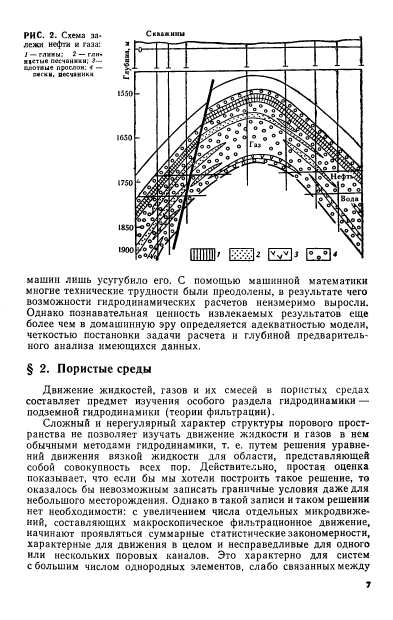 РИС. 2. Схема за-
лежи нефти и газа:
1 — глины; 2 — гли-
нистые песчаники; 3—
плотные прослои; 4 —
пески, песчаники
Скважины
Глубина, м
1550
1650
1750
1850
1900
Газ
Нефть
Вода
1
2
3
4
машин лишь усугубило его. С помощью машинной математики
многие технические трудности были преодолены, в результате чего
возможности гидродинамических расчетов неизмеримо выросли.
Однако познавательная ценность извлекаемых результатов еще
более чем в домашинную эру определяется адекватностью модели,
четкостью постановки задачи расчета и глубиной предваритель-
ного анализа имеющихся данных.
§ 2. Пористые среды
Движение жидкостей, газов и их смесей в пористых средах
составляет предмет изучения особого раздела гидродинамики —
подземной гидродинамики (теории фильтрации).
Сложный и нерегулярный характер структуры порового прост-
ранства не позволяет изучать движение жидкости и газов в нем
обычными методами гидродинамики, т. е. путем решения уравне-
ний движения вязкой жидкости для области, представляющей
собой совокупность всех пор. Действительно, простая оценка
показывает, что если бы мы хотели построить такое решение, то
оказалось бы невозможным записать граничные условия даже для
небольшого месторождения. Однако в такой записи и таком решении
нет необходимости: с увеличением числа отдельных микродвиже-
ний, составляющих макроскопическое фильтрационное движение,
начинают проявляться суммарные статистические закономерности,
характерные для движения в целом и несправедливые для одного
или нескольких поровых каналов. Это характерно для систем
с большим числом однородных элементов, слабо связанных между
7